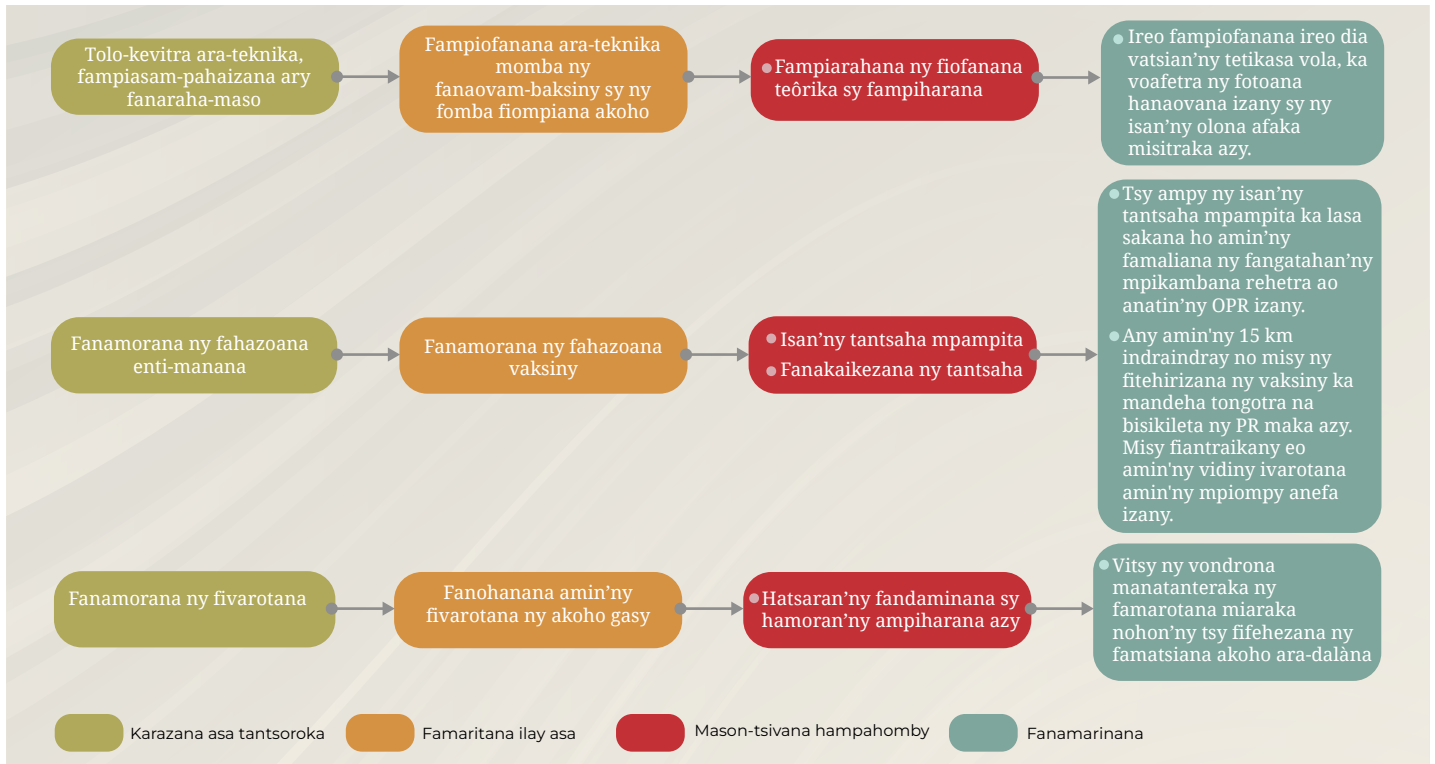 Tolo-kevitra ara-teknika,
fampiasam-pahaizana ary
fanaraha-maso
Fampiofanana ara-teknika
momba ny
fanaovam-baksiny sy ny
fomba fiompiana akoho
Fampiarahana ny fiofanana
teôrika sy fampiharana
Ireo fampiofanana ireo dia
vatsian’ny tetikasa vola, ka
voafetra ny fotoana
hanaovana izany sy ny
isan’ny olona afaka
misitraka azy.
Fanamorana ny fahazoana
enti-manana
Fanamorana ny fahazoana
vaksiny
Isan’ny tantsaha mpampita
Fanakaikezana ny tantsaha
Tsy ampy ny isan’ny
tantsaha mpampita ka lasa
sakana ho amin’ny
famaliana ny fangatahan’ny
mpikambana rehetra ao
anatin’ny OPR izany.
Any amin'ny 15 km
indraindray no misy ny
fitehirizana ny vaksiny ka
mandeha tongotra na
bisikileta ny PR maka azy.
Misy fiantraikany eo
amin'ny vidiny ivarotana
amin'ny mpiompy anefa
izany.
Fanamorana ny fivarotana
Fanohanana amin’ny
fivarotana ny akoho gasy
Hatsaran’ny fandaminana sy
hamoran’ny ampiharana azy
Vitsy ny vondrona
manatanteraka ny
famarotana miaraka
nohon’ny tsy fifehezana ny
famatsiana akoho ara-dalàna
Karazana asa tantsoroka
Famaritana ilay asa
Mason-tsivana hampahomby
Fanamarinana